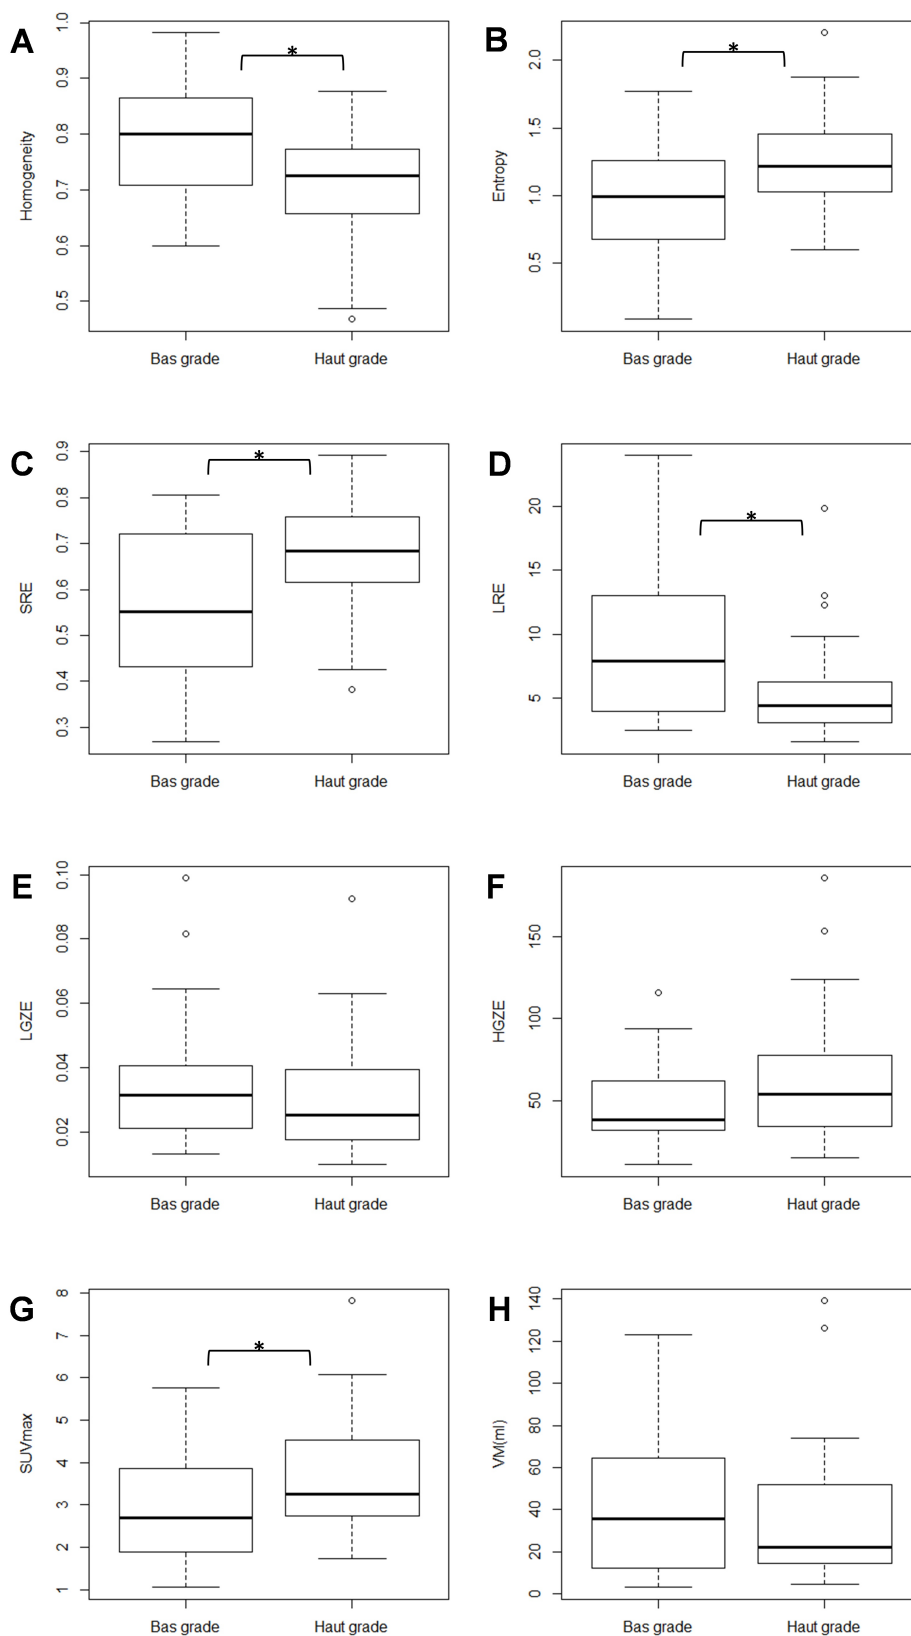 A
*
1.0
0.9
0.8
0.7
0.6
0.5
Homogeneity
Bas grade Haut grade
B
*
2.0
1.5
1.0
0.5
Entropy
Bas grade Haut grade
C
*
0.9
0.8
0.7
0.6
0.5
0.4
0.3
SRE
Bas grade Haut grade
D
*
20
15
10
5
LRE
Bas grade Haut grade
E
0.10
0.08
0.06
0.04
0.02
LGZE
Bas grade Haut grade
F
150
100
50
HGZE
Bas grade Haut grade
G
*
8
7
6
5
4
3
2
1
SUVmax
Bas grade Haut grade
H
140
120
100
80
60
40
20
0
VM(ml)
Bas grade Haut grade